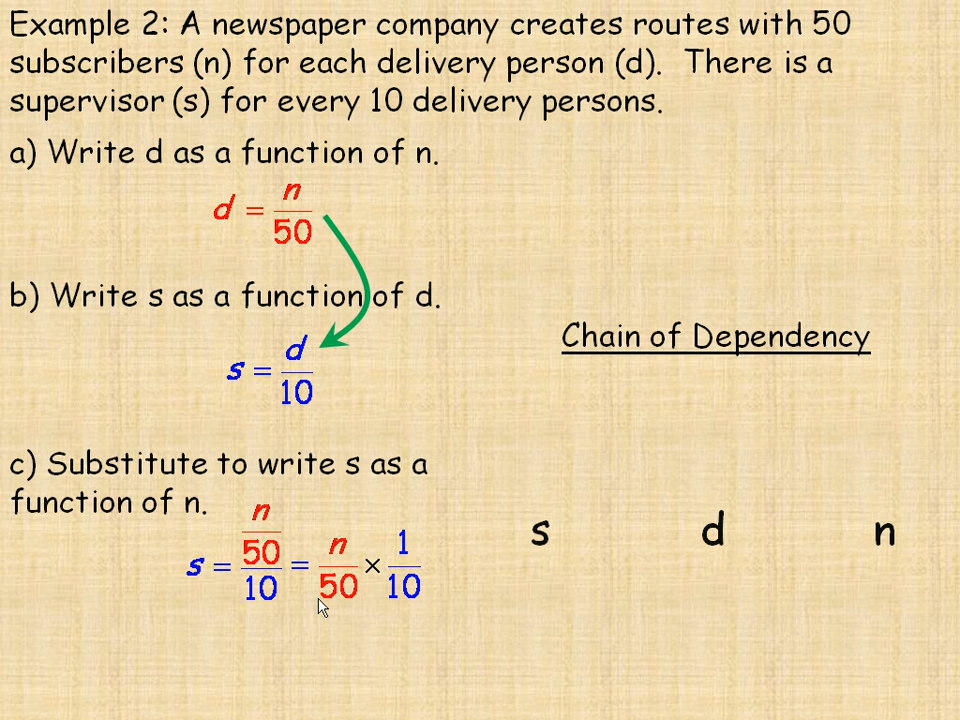 Example 2: A newspaper company creates routes with 50
subscribers (n) for each delivery person (d).  There is a
supervisor (s) for every 10 delivery persons.
a) Write d as a function of n.
d = n/50
b) Write s as a function of d.
s = d/10
Chain of Dependency
c) Substitute to write s as a
function of n.
s = (n/50)/10 = n/50 × 1/10
s d n